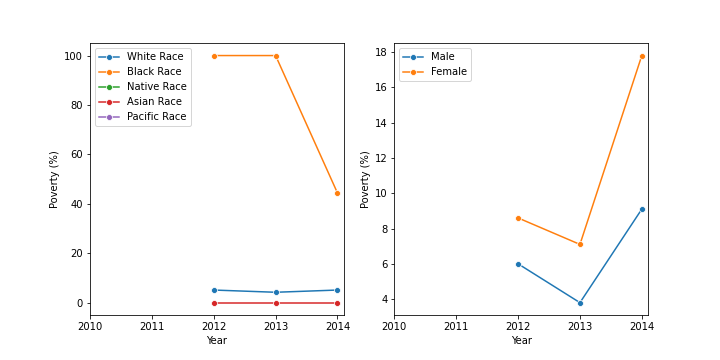 White Race
Black Race
Native Race
Asian Race
Pacific Race
100
80
60
40
20
0
Poverty (%)
2010 2011 2012 2013 2014
Year
Male
Female
18
16
14
12
10
8
6
4
Poverty (%)
2010 2011 2012 2013 2014
Year